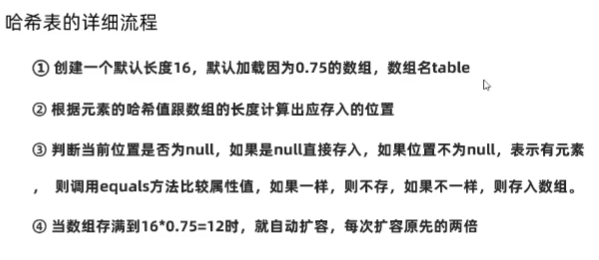 哈希表的详细流程
① 创建一个默认长度16，默认加载因为0.75的数组，数组名table
② 根据元素的哈希值跟数组的长度计算出应存入的位置
③ 判断当前位置是否为null，如果是null直接存入，如果位置不为null，表示有元素
， 则调用equals方法比较属性值，如果一样，则不存，如果不一样，则存入数组。
④ 当数组存满到16*0.75=12时，就自动扩容，每次扩容原先的两倍